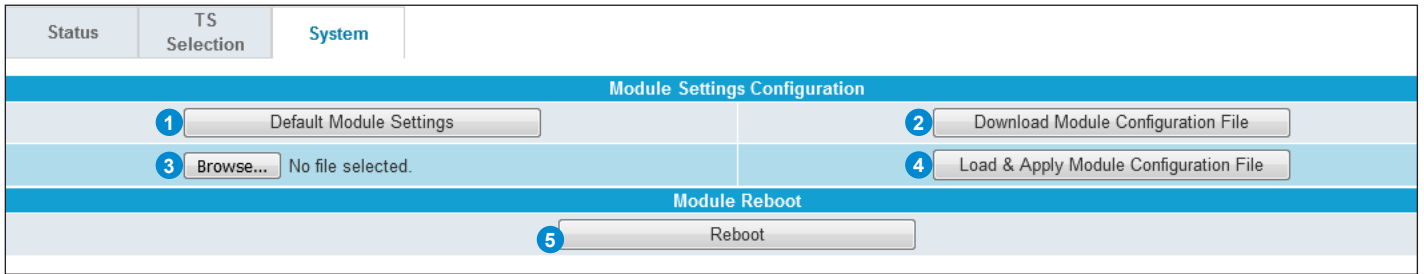 Status
TS
Selection
System
Module Settings Configuration
1 Default Module Settings
2 Download Module Configuration File
3 Browse... No file selected.
4 Load & Apply Module Configuration File
Module Reboot
5 Reboot